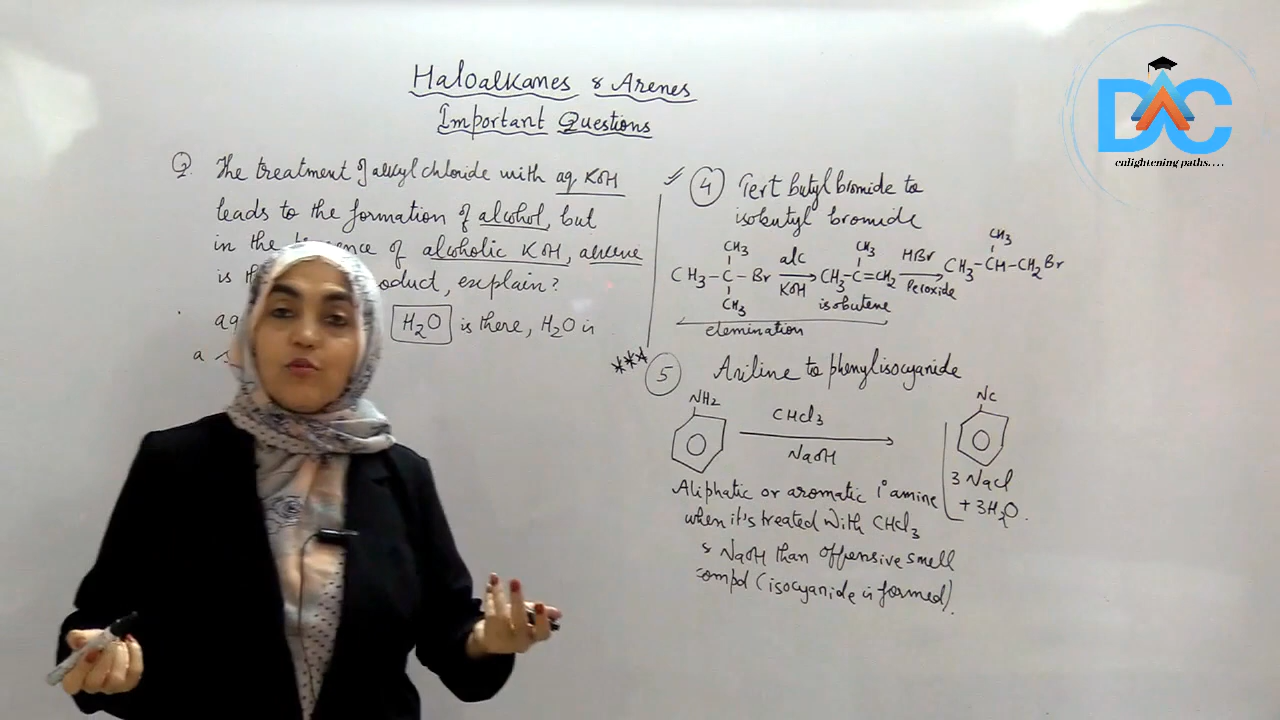 Haloalkanes & Arenes
Important Questions
DAC
enlightening paths....
Q. The treatment of alkyl chloride with aq KOH
leads to the formation of alcohol, but
in the of alcoholic KOH, alkene
is the product, explain?
aq H2O is there, H2O is
a
4 Tert butyl bromide to
isobutyl bromide
CH3 CH3 CH3
CH3-C-Br alc KOH CH3-C=CH2 HBr Peroxide CH3-CH-CH2Br
CH3 isobutene
elemination
*** 5 Aniline to phenylisocyanide
NH2 CHCl3 NC
NaOH
3 NaCl
+ 3H2O.
Aliphatic or aromatic 1° amine
when it's treated with CHCl3
& NaOH than offensive smell
compd (isocyanide is formed).